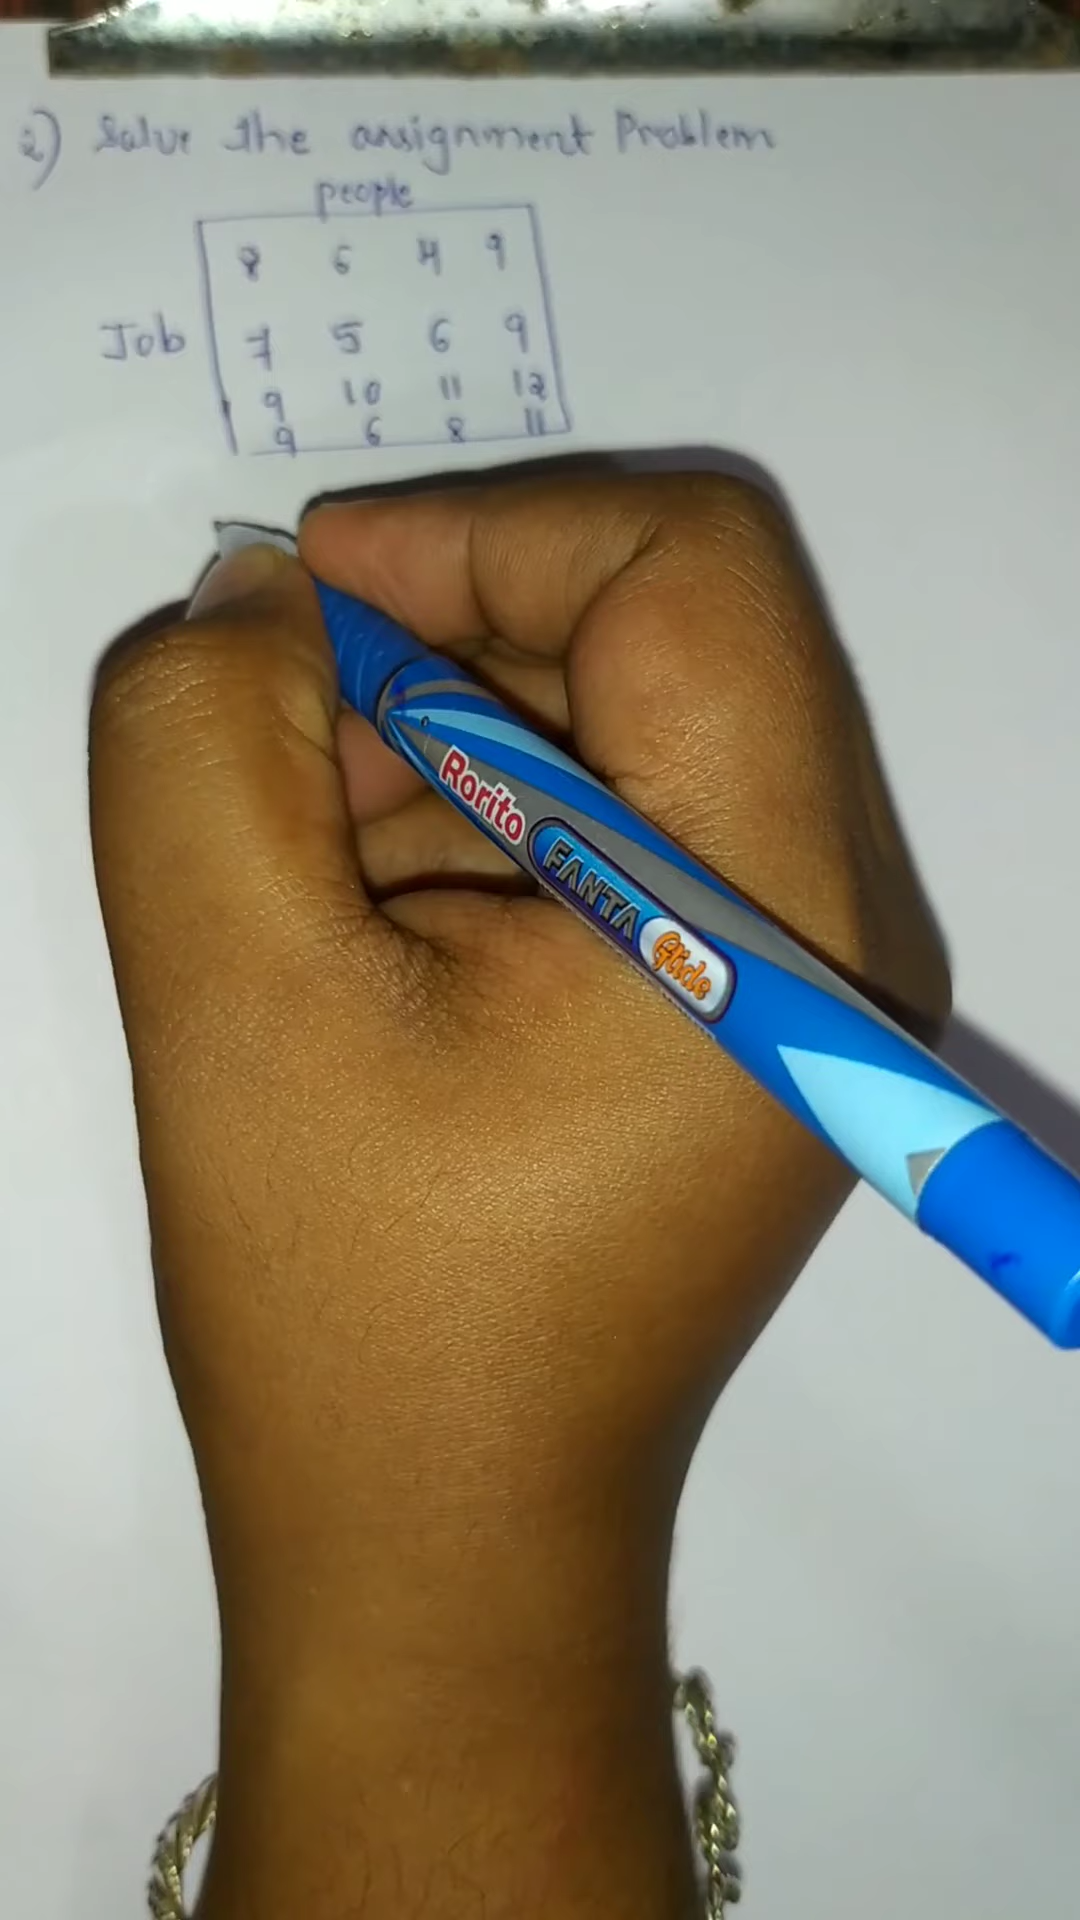 2) Solve the assignment Problem
people
8 6 4 9
Job 7 5 6 9
9 10 11 12
9 6 8 11
Rorito
FANTA
Glide